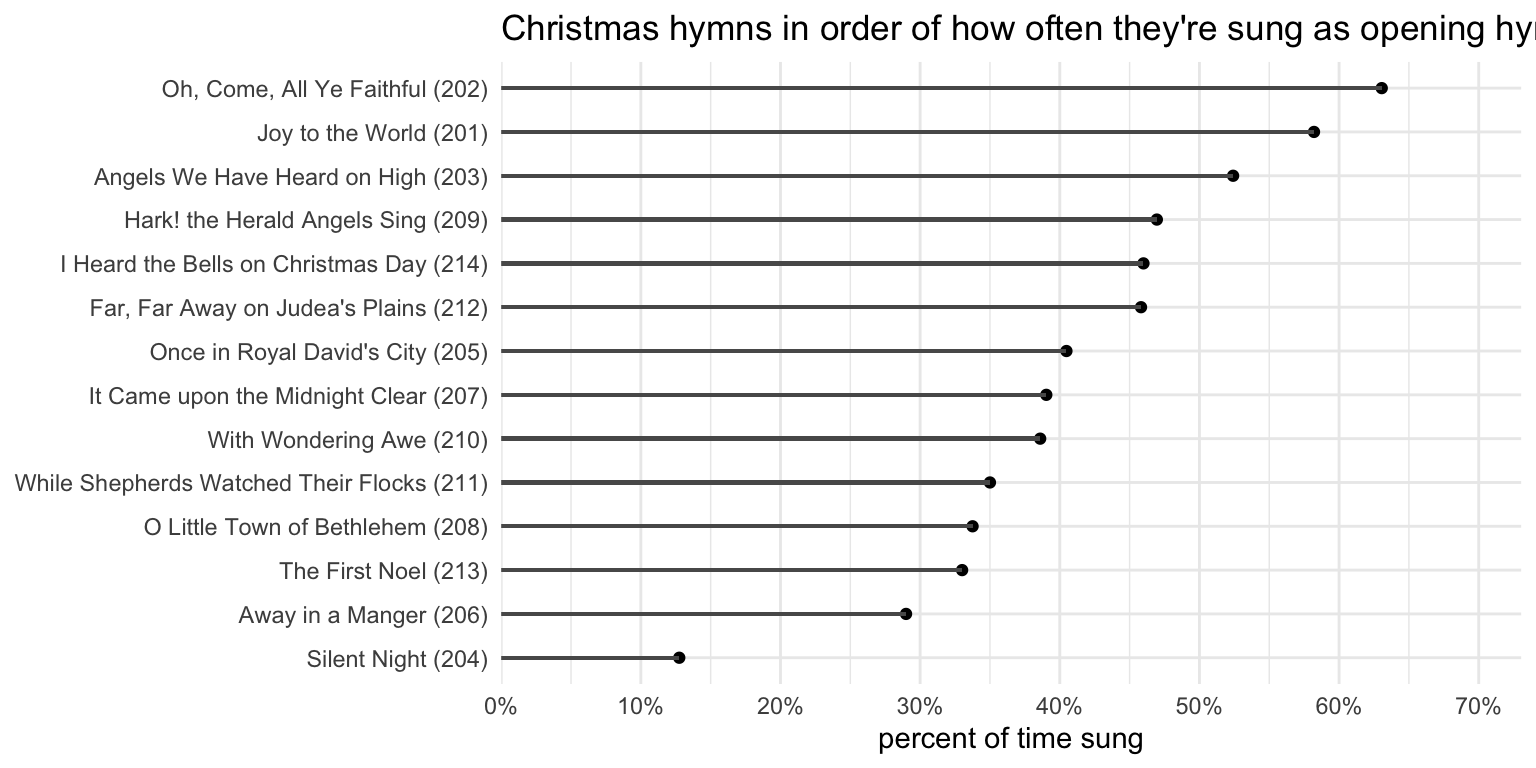 Christmas hymns in order of how often they're sung as opening
Oh, Come, All Ye Faithful (202)
Joy to the World (201)
Angels We Have Heard on High (203)
Hark! the Herald Angels Sing (209)
I Heard the Bells on Christmas Day (214)
Far, Far Away on Judea's Plains (212)
Once in Royal David's City (205)
It Came upon the Midnight Clear (207)
With Wondering Awe (210)
While Shepherds Watched Their Flocks (211)
O Little Town of Bethlehem (208)
The First Noel (213)
Away in a Manger (206)
Silent Night (204)
0% 10% 20% 30% 40% 50% 60% 70%
percent of time sung